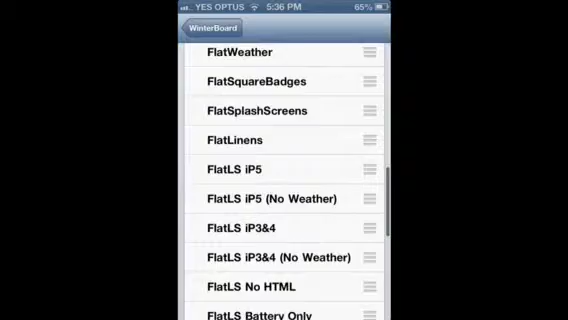 YES OPTUS 5:36 PM 65%
WinterBoard
FlatWeather
FlatSquareBadges
FlatSplashScreens
FlatLinens
FlatLS iP5
FlatLS iP5 (No Weather)
FlatLS iP3&4
FlatLS iP3&4 (No Weather)
FlatLS No HTML
FlatLS Battery Only